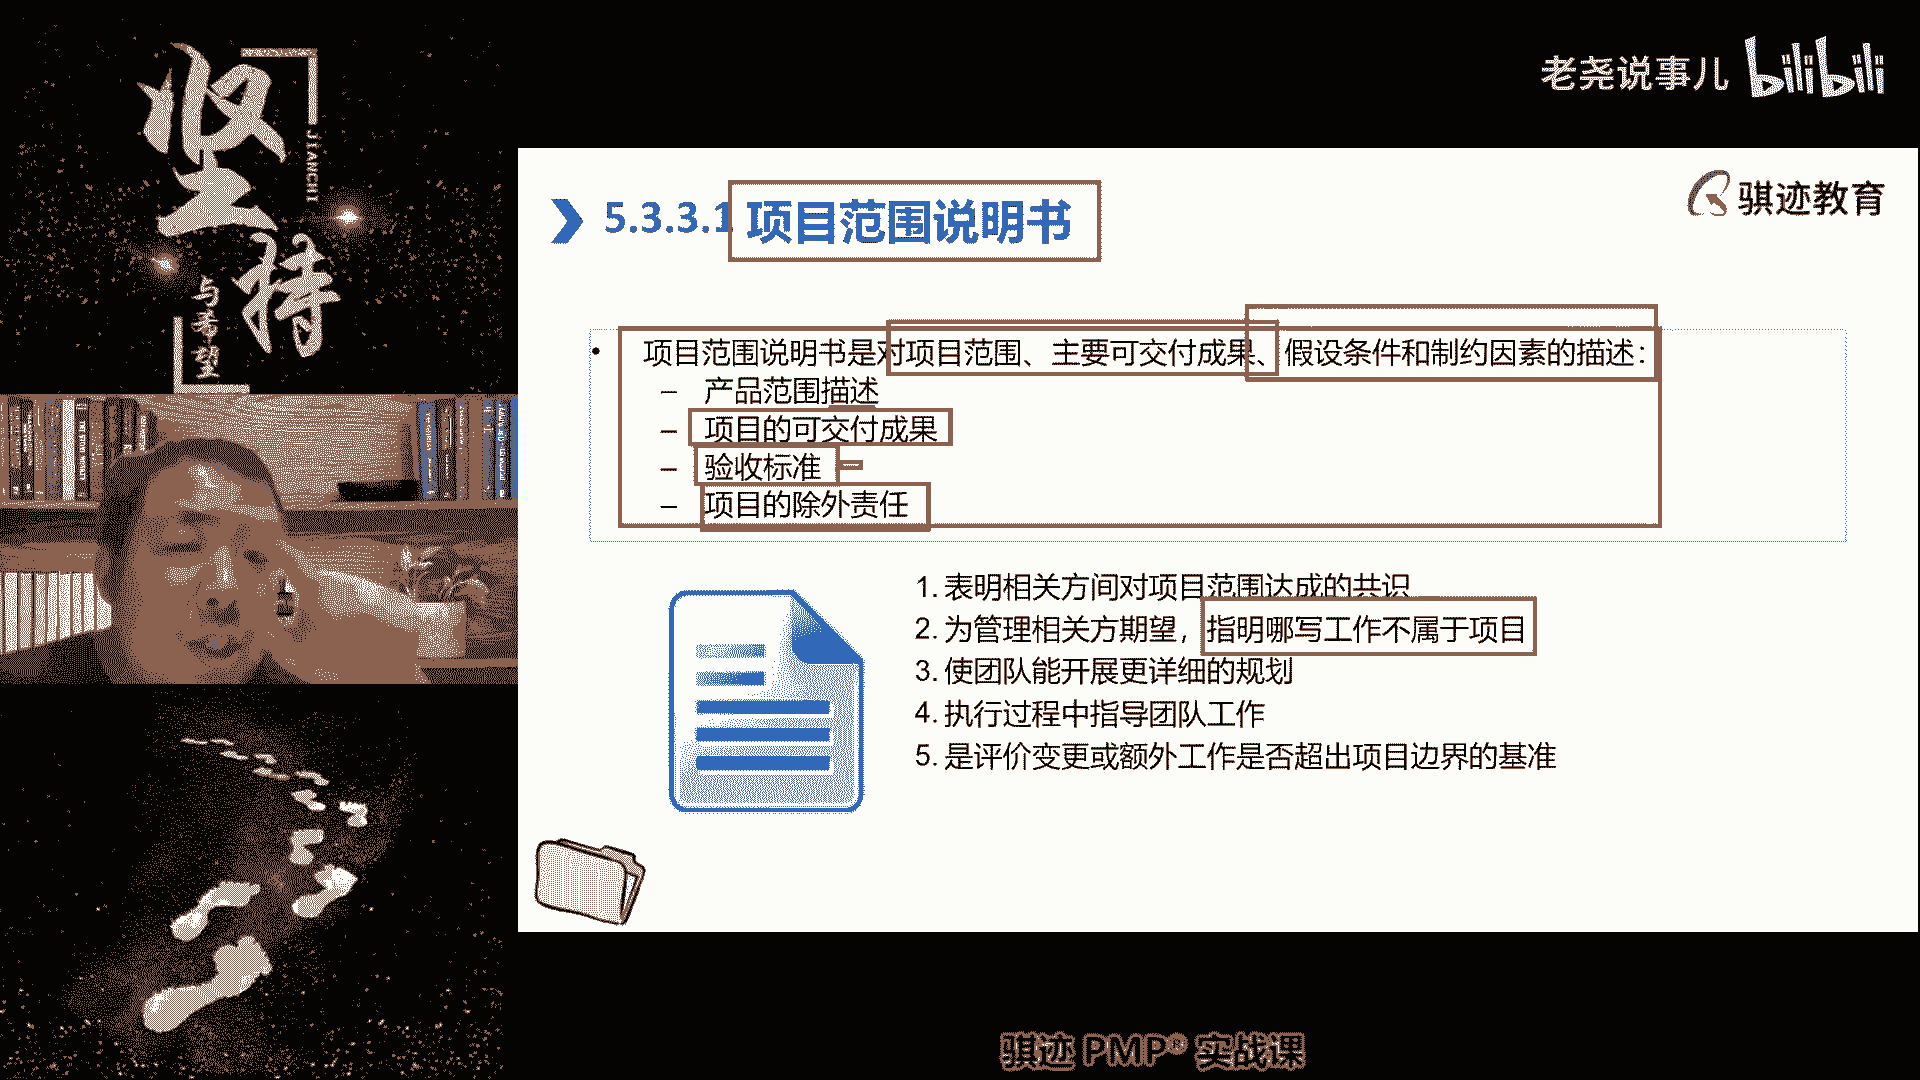 坚持
JIANCHI
与希望
老尧说事儿 bilibili
骐迹教育
5.3.3.1 项目范围说明书
• 项目范围说明书是对项目范围、主要可交付成果、假设条件和制约因素的描述:
– 产品范围描述
– 项目的可交付成果
– 验收标准
– 项目的除外责任
1. 表明相关方间对项目范围达成的共识
2. 为管理相关方期望，指明哪写工作不属于项目
3. 使团队能开展更详细的规划
4. 执行过程中指导团队工作
5. 是评价变更或额外工作是否超出项目边界的基准
骐迹 PMP® 实战课